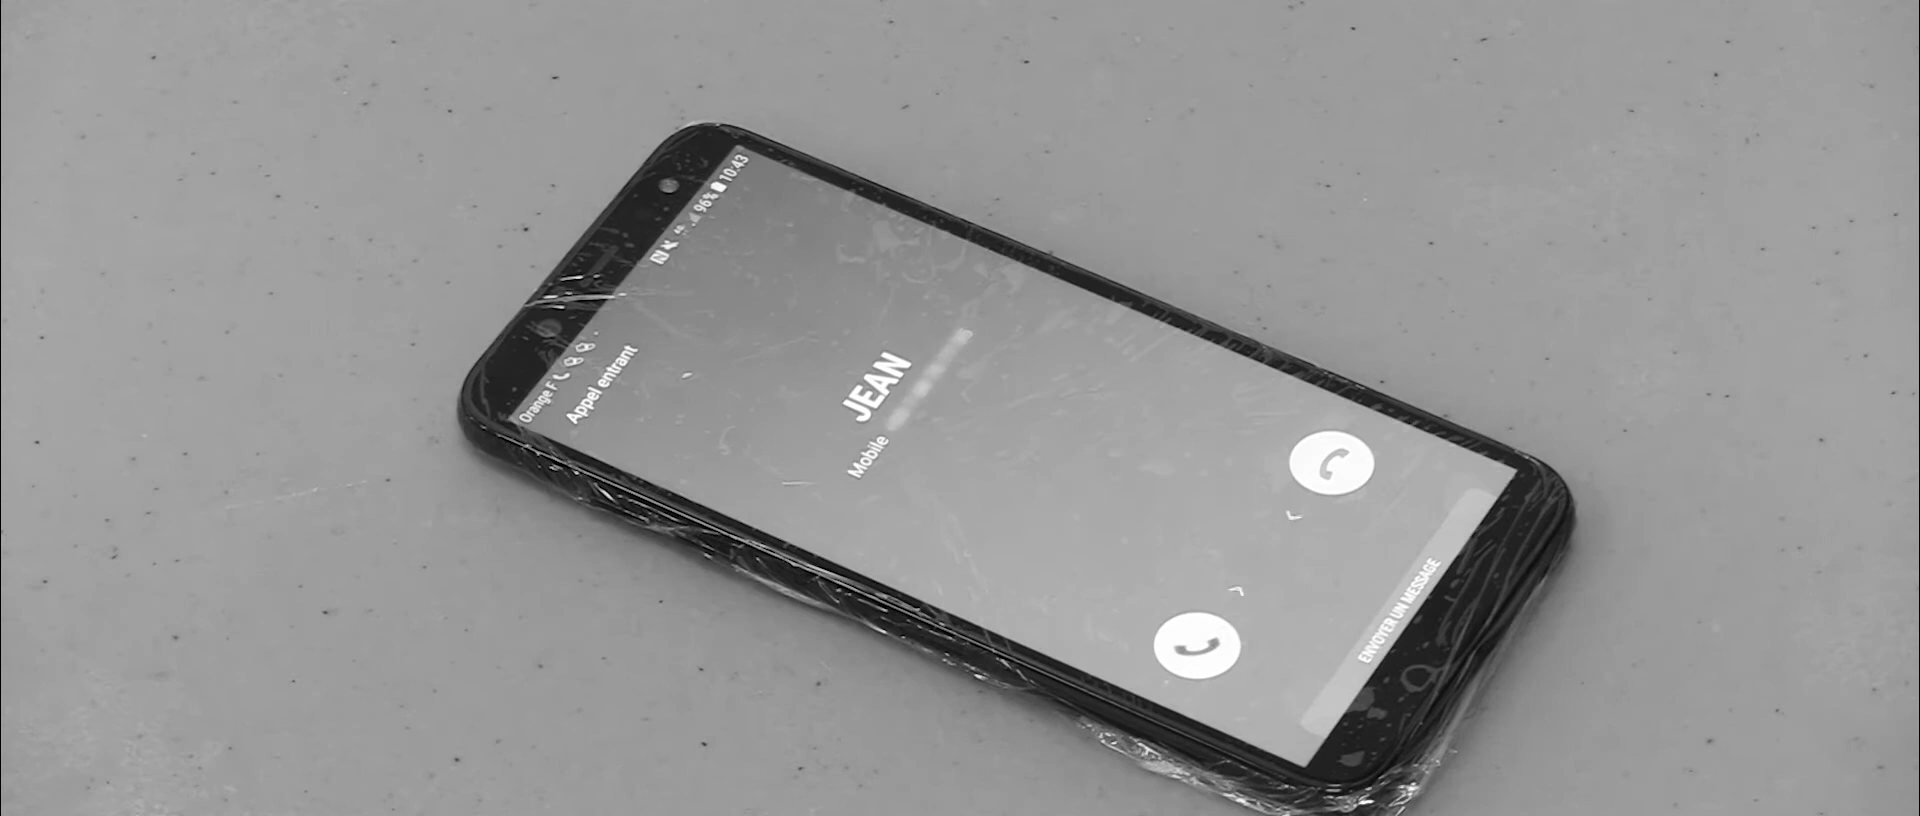 Orange F
96% 10:43
Appel entrant
JEAN
Mobile
ENVOYER UN MESSAGE